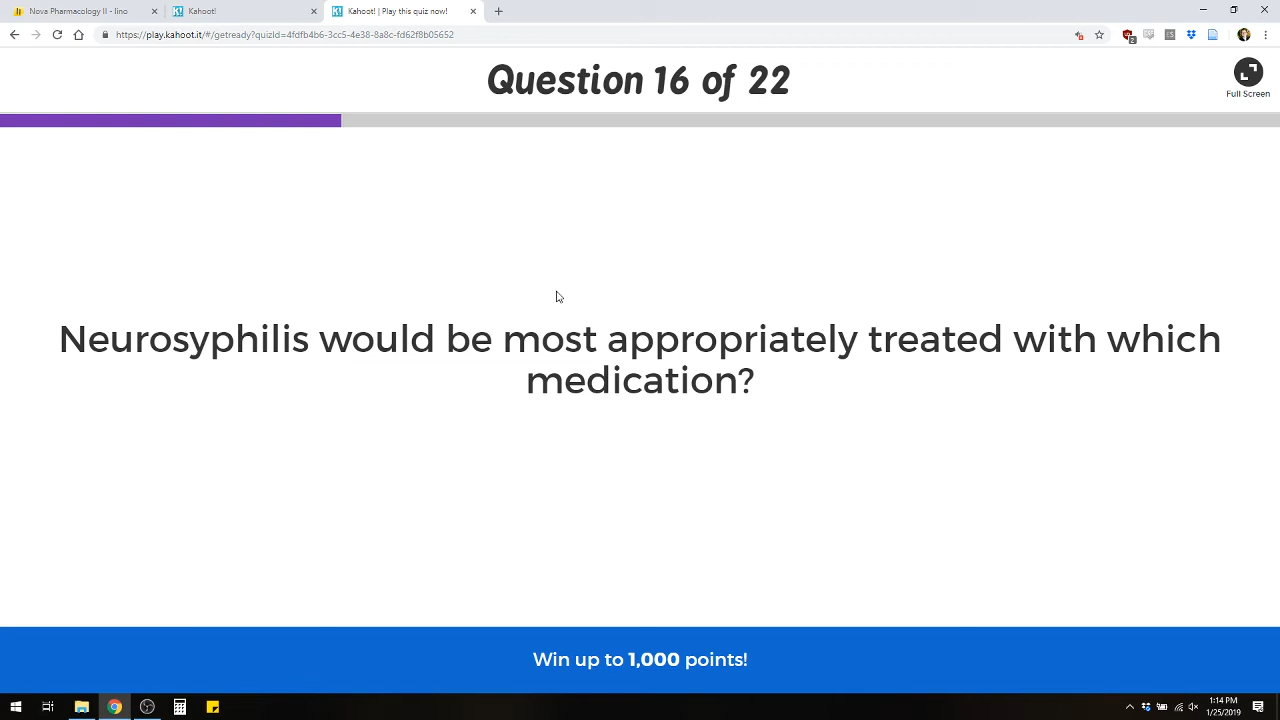 Nova Pharmacology II - lino
Kahoot!
Kahoot! | Play this quiz now!
https://play.kahoot.it/#/getready?quizId=4fdfb4b6-3cc5-4e38-8a8c-fd62f8b05652
2
Question 16 of 22
Full Screen
Neurosyphilis would be most appropriately treated with which
medication?
Win up to 1,000 points!
1:14 PM
1/25/2019